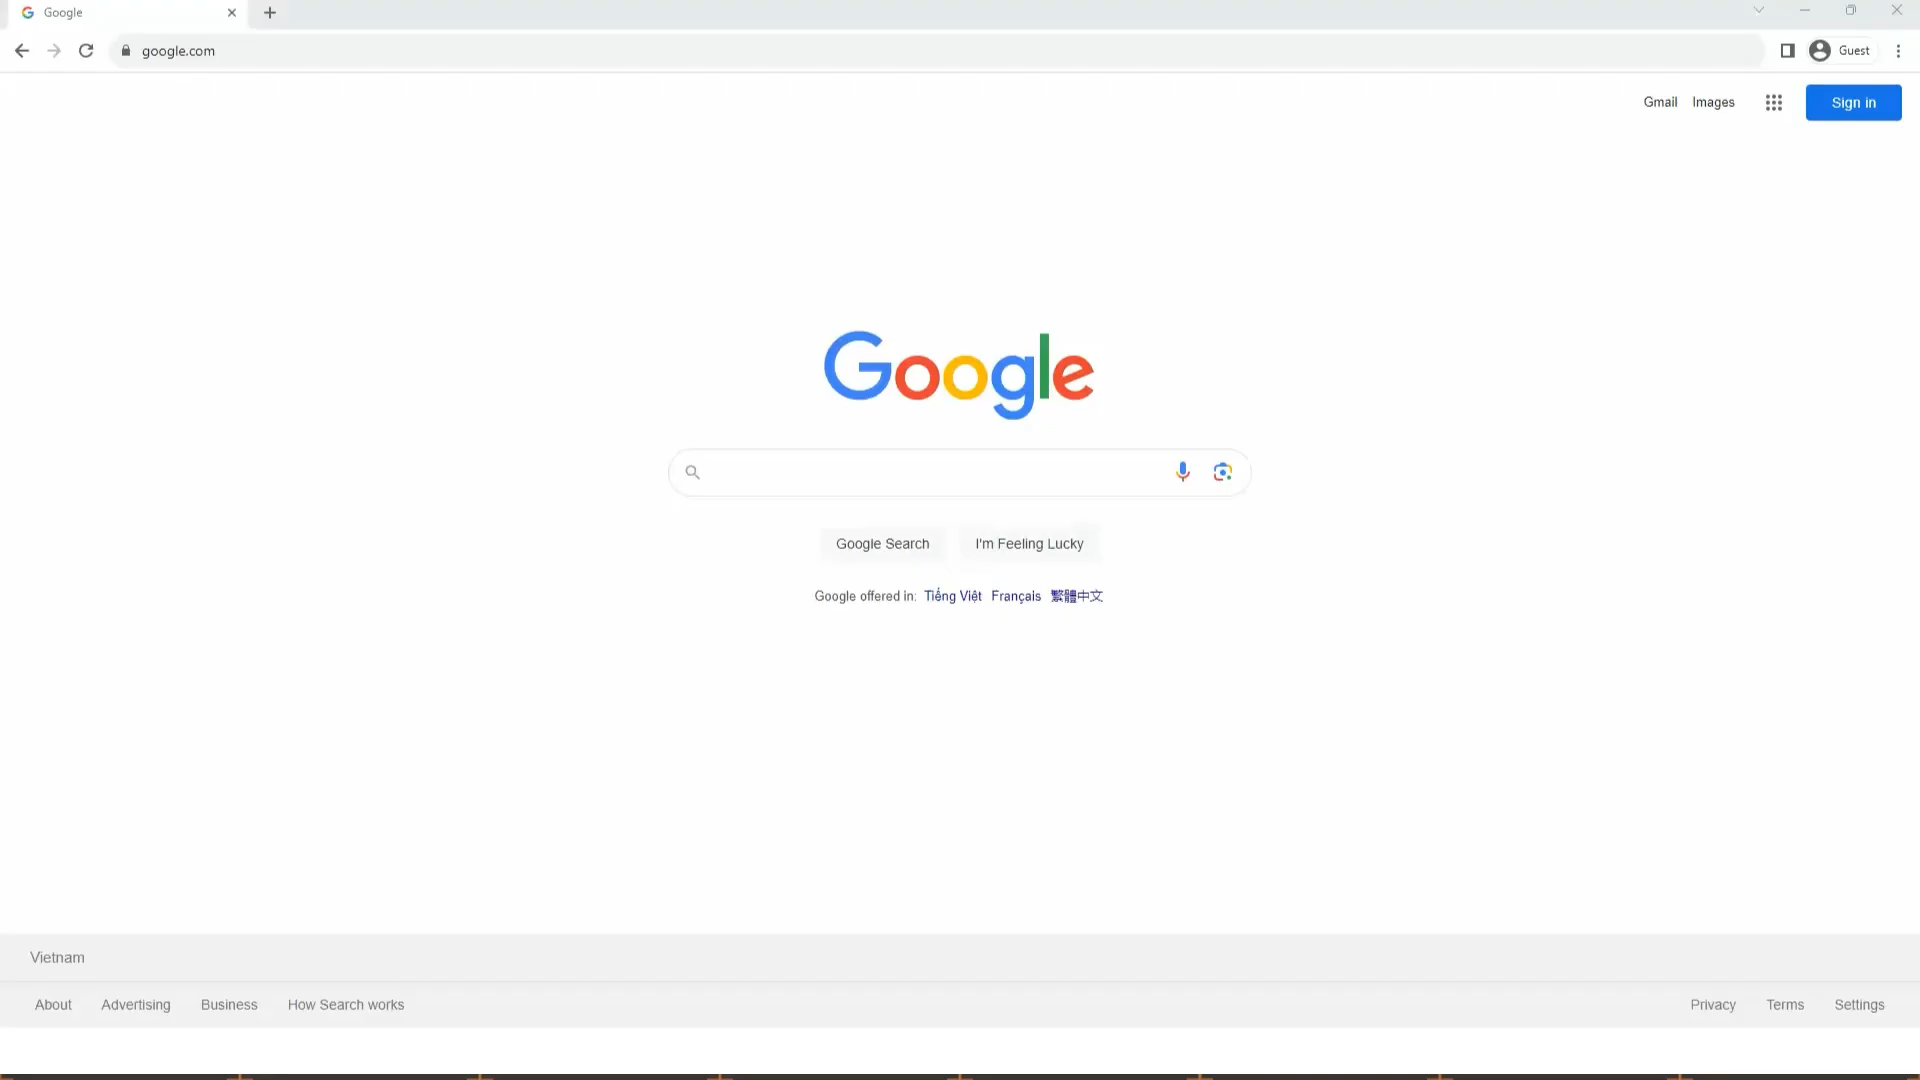 Google
google.com
Guest
Gmail Images
Sign in
Google
Google Search I'm Feeling Lucky
Google offered in: Tiếng Việt Français 繁體中文
Vietnam
About Advertising Business How Search works Privacy Terms Settings